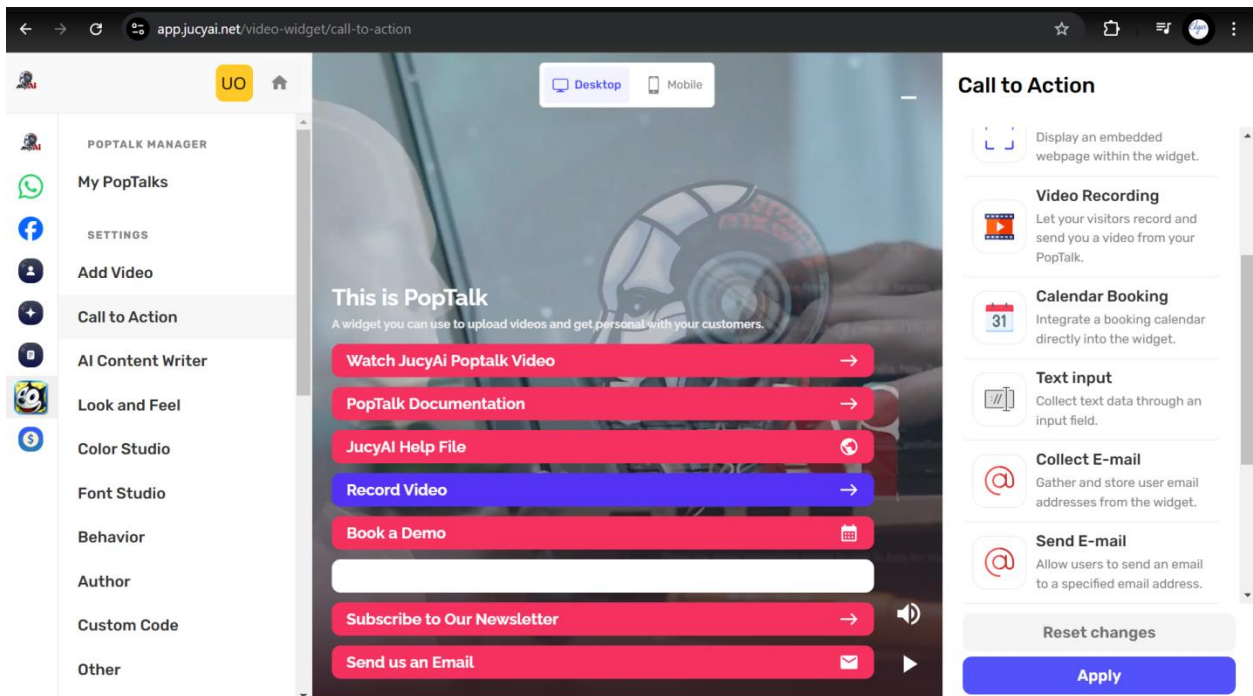 app.jucyai.net/video-widget/call-to-action
UO
POPTALK MANAGER
My PopTalks
SETTINGS
Add Video
Call to Action
AI Content Writer
Look and Feel
Color Studio
Font Studio
Behavior
Author
Custom Code
Other
Desktop
Mobile
This is PopTalk
A widget you can use to upload videos and get personal with your customers.
Watch JucyAi Poptalk Video
PopTalk Documentation
JucyAI Help File
Record Video
Book a Demo
Subscribe to Our Newsletter
Send us an Email
Call to Action
Display an embedded
webpage within the widget.
Video Recording
Let your visitors record and
send you a video from your
PopTalk.
31
Calendar Booking
Integrate a booking calendar
directly into the widget.
Text input
Collect text data through an
input field.
Collect E-mail
Gather and store user email
addresses from the widget.
Send E-mail
Allow users to send an email
to a specified email address.
Reset changes
Apply